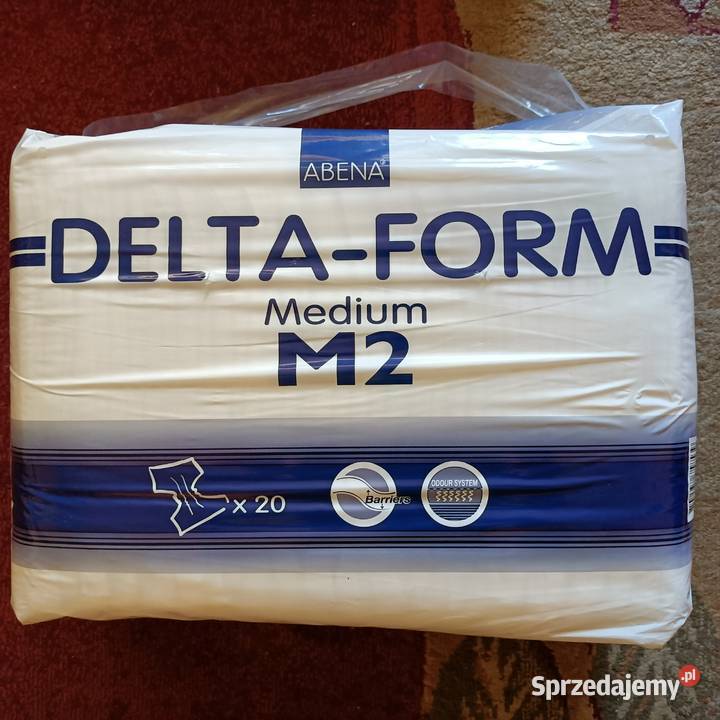 ABENA®
DELTA-FORM
Medium
M2
x 20
Barriers
ODOUR SYSTEM
Sprzedajemy.pl